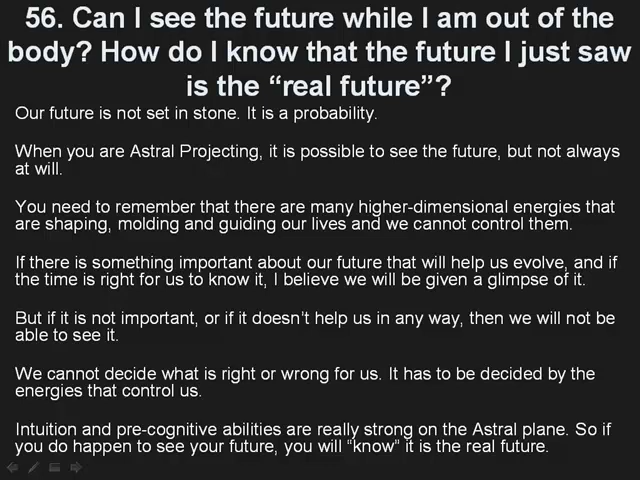 56. Can I see the future while I am out of the
body? How do I know that the future I just saw
is the “real future”?
Our future is not set in stone. It is a probability.
When you are Astral Projecting, it is possible to see the future, but not always
at will.
You need to remember that there are many higher-dimensional energies that
are shaping, molding and guiding our lives and we cannot control them.
If there is something important about our future that will help us evolve, and if
the time is right for us to know it, I believe we will be given a glimpse of it.
But if it is not important, or if it doesn’t help us in any way, then we will not be
able to see it.
We cannot decide what is right or wrong for us. It has to be decided by the
energies that control us.
Intuition and pre-cognitive abilities are really strong on the Astral plane. So if
you do happen to see your future, you will “know” it is the real future.